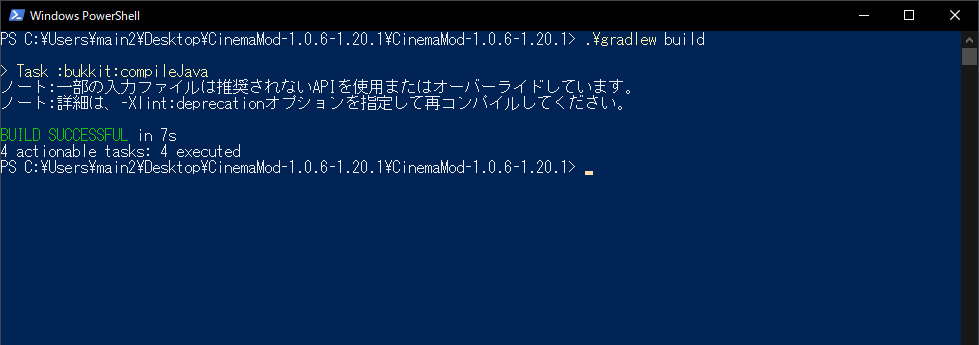 Windows PowerShell
PS C:¥Users¥main2¥Desktop¥CinemaMod-1.0.6-1.20.1¥CinemaMod-1.0.6-1.20.1> .¥gradlew build
> Task :bukkit:compileJava
ノート:一部の入力ファイルは推奨されないAPIを使用またはオーバーライドしています。
ノート:詳細は、-Xlint:deprecationオプションを指定して再コンパイルしてください。
BUILD SUCCESSFUL in 7s
4 actionable tasks: 4 executed
PS C:¥Users¥main2¥Desktop¥CinemaMod-1.0.6-1.20.1¥CinemaMod-1.0.6-1.20.1>